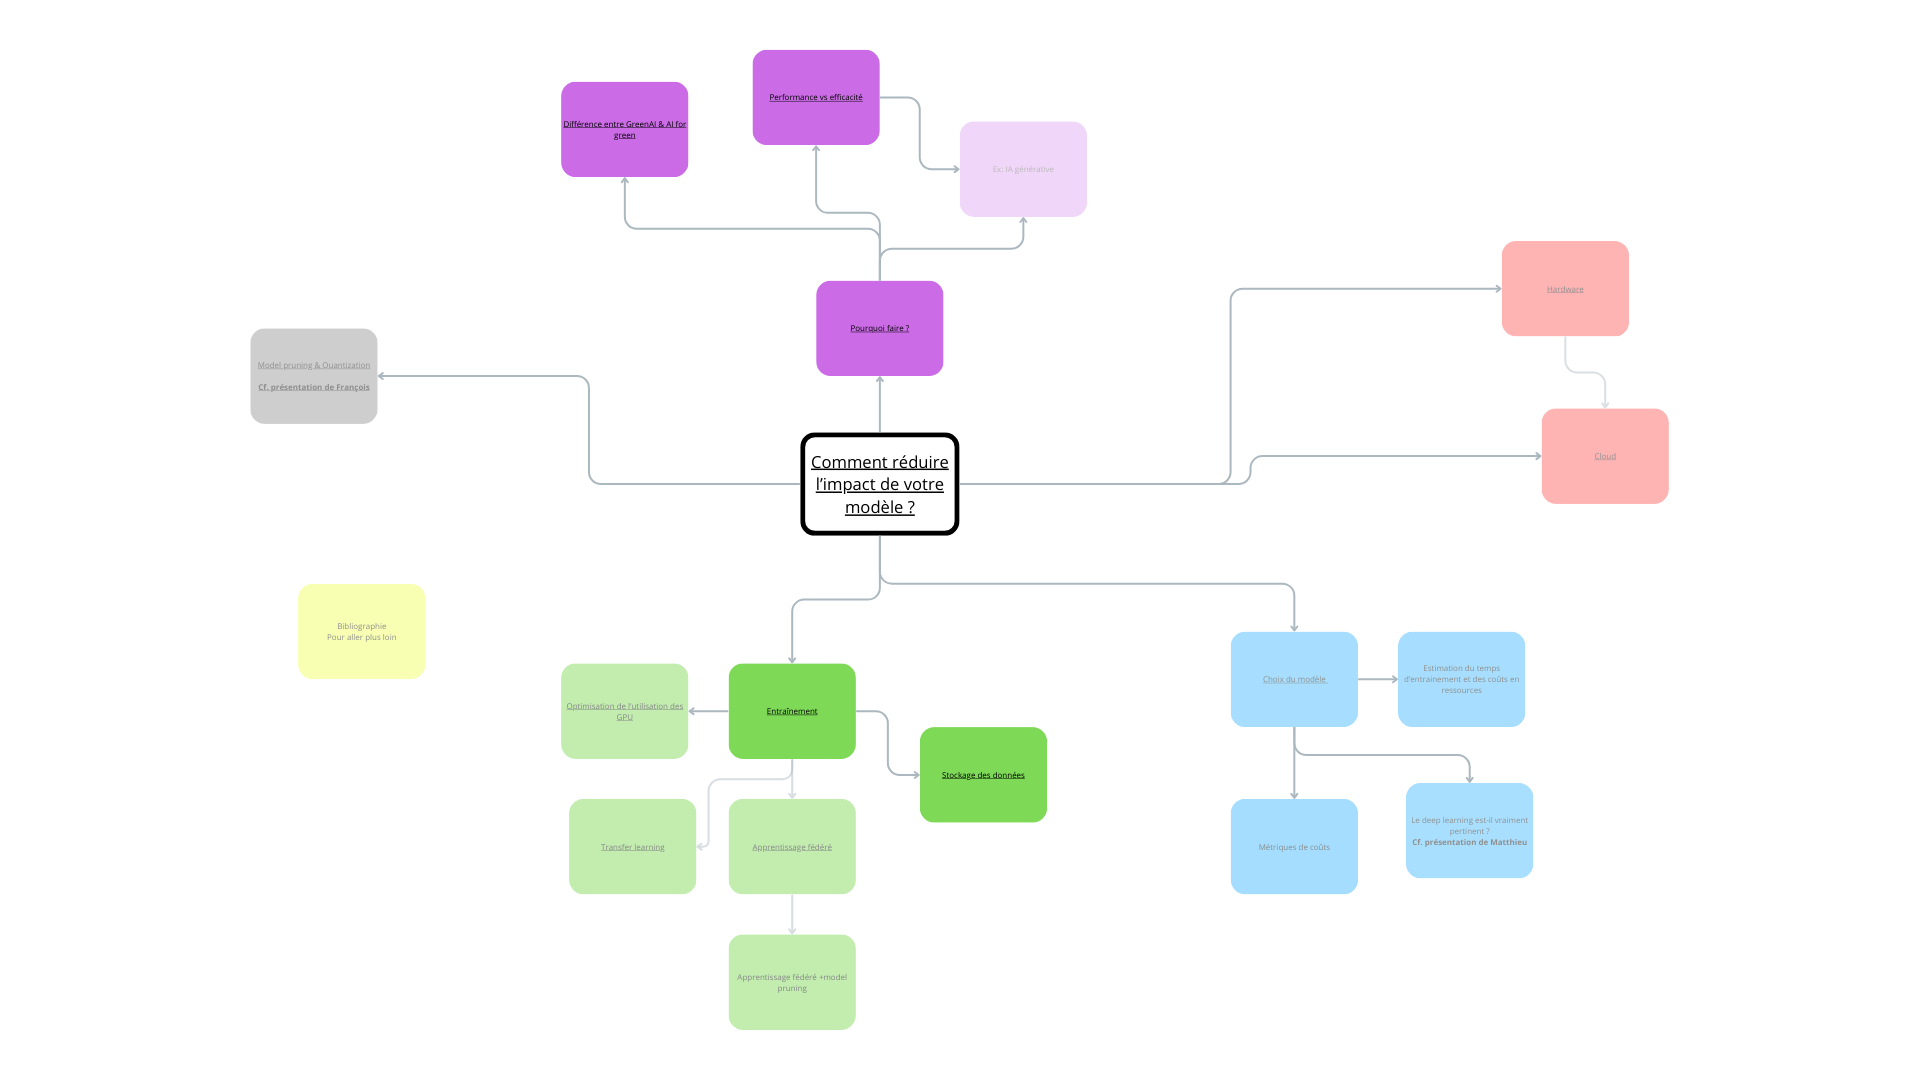 Performance vs efficacité
Différence entre GreenAI & AI for
green
Ex: IA générative
Hardware
Pourquoi faire ?
Model pruning & Quantization
Cf. présentation de François
Cloud
Comment réduire
l’impact de votre
modèle ?
Bibliographie
Pour aller plus loin
Optimisation de l'utilisation des
GPU
Entraînement
Stockage des données
Choix du modèle
Estimation du temps
d'entrainement et des coûts en
ressources
Transfer learning
Apprentissage fédéré
Métriques de coûts
Le deep learning est-il vraiment
pertinent ?
Cf. présentation de Matthieu
Apprentissage fédéré +model
pruning